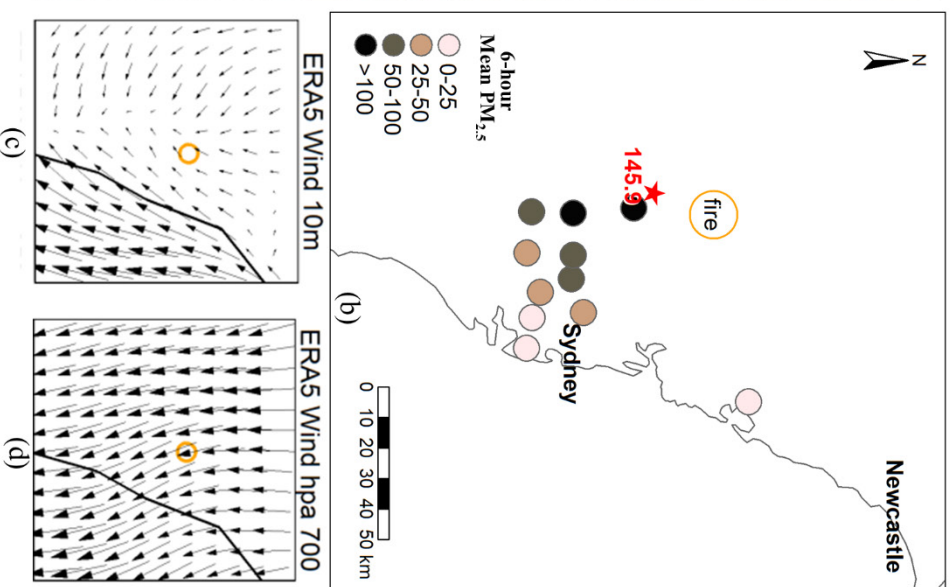 N
Newcastle
fire
145.9
Sydney
6-hour
Mean PM2.5
0-25
25-50
50-100
>100
0 10 20 30 40 50 km
(b)
ERA5 Wind 10m
(c)
ERA5 Wind hpa 700
(d)